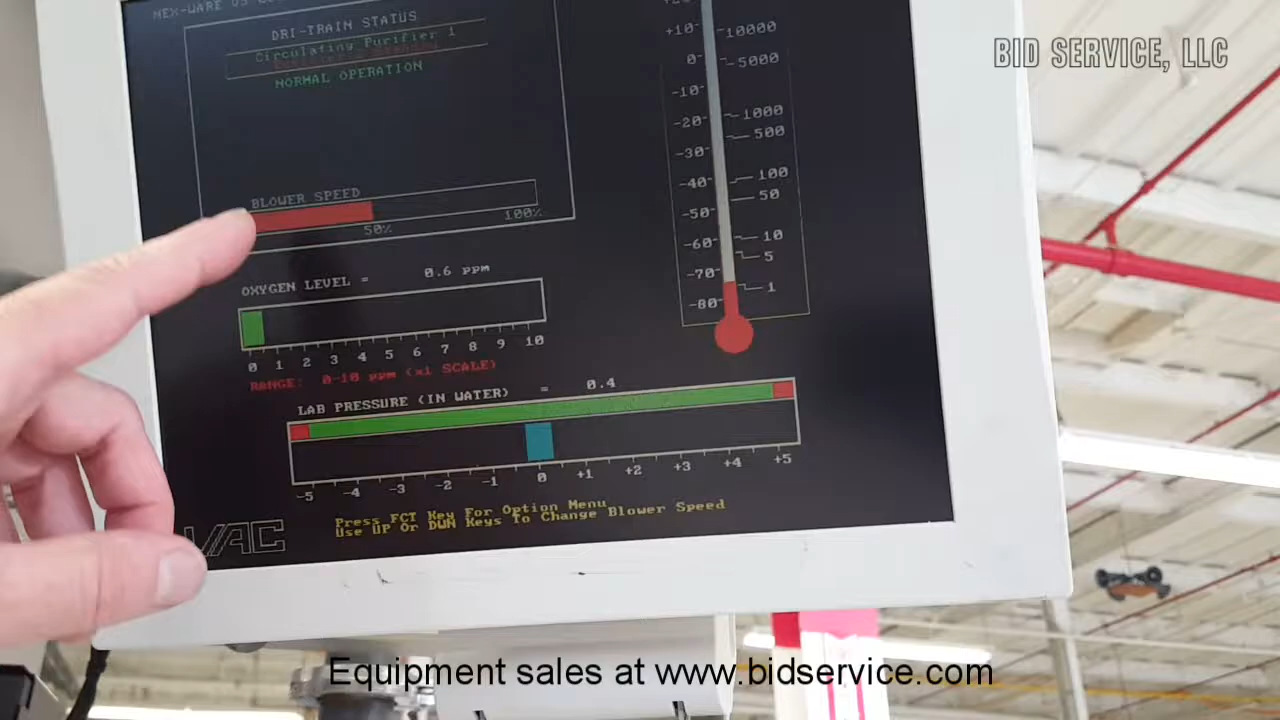 NEX-WARE V5
DRI-TRAIN STATUS
Circulating Purifier 1
NORMAL OPERATION
BLOWER SPEED
50%
100%
OXYGEN LEVEL = 0.6 ppm
0 1 2 3 4 5 6 7 8 9 10
RANGE: 0-10 ppm (x1 SCALE)
LAB PRESSURE (IN WATER) = 0.4
-5 -4 -3 -2 -1 0 +1 +2 +3 +4 +5
Press FCT Key For Option Menu
Use UP Or DWN Keys To Change Blower Speed
VAC
+10 10000
0 5000
-10
-20 1000
500
-30
-40 100
50
-50
-60 10
5
-70
-80 1
BID SERVICE, LLC
Equipment sales at www.bidservice.com